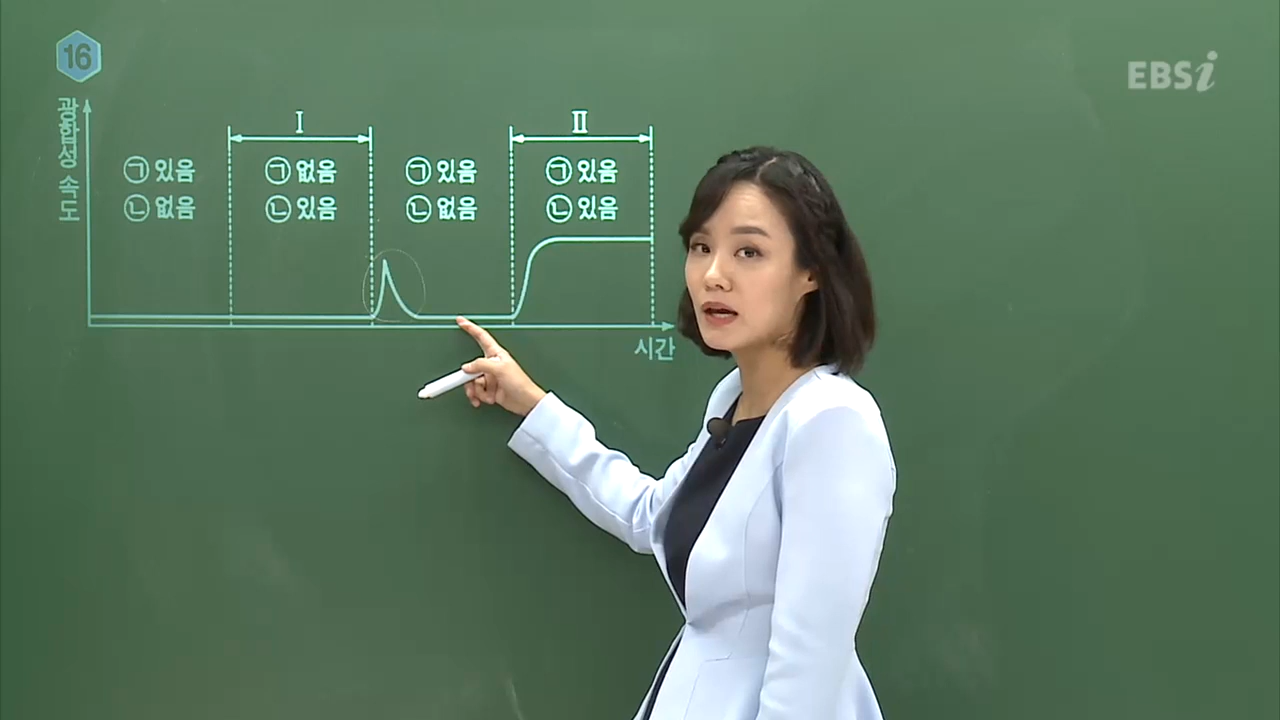 16
EBSi
광합성 속도
Ⅰ
Ⅱ
㉠ 있음
㉡ 없음
㉠ 없음
㉡ 있음
㉠ 있음
㉡ 없음
㉠ 있음
㉡ 있음
시간